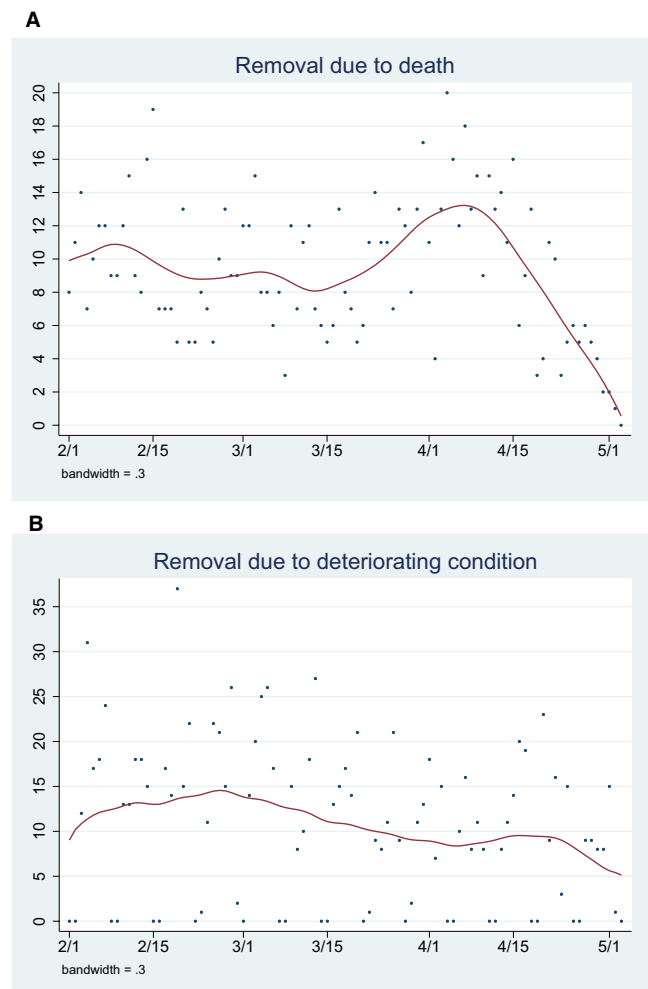 A
Removal due to death
20
18
16
14
12
10
8
6
4
2
0
2/1 2/15 3/1 3/15 4/1 4/15 5/1
bandwidth = .3
B
Removal due to deteriorating condition
35
30
25
20
15
10
5
0
2/1 2/15 3/1 3/15 4/1 4/15 5/1
bandwidth = .3